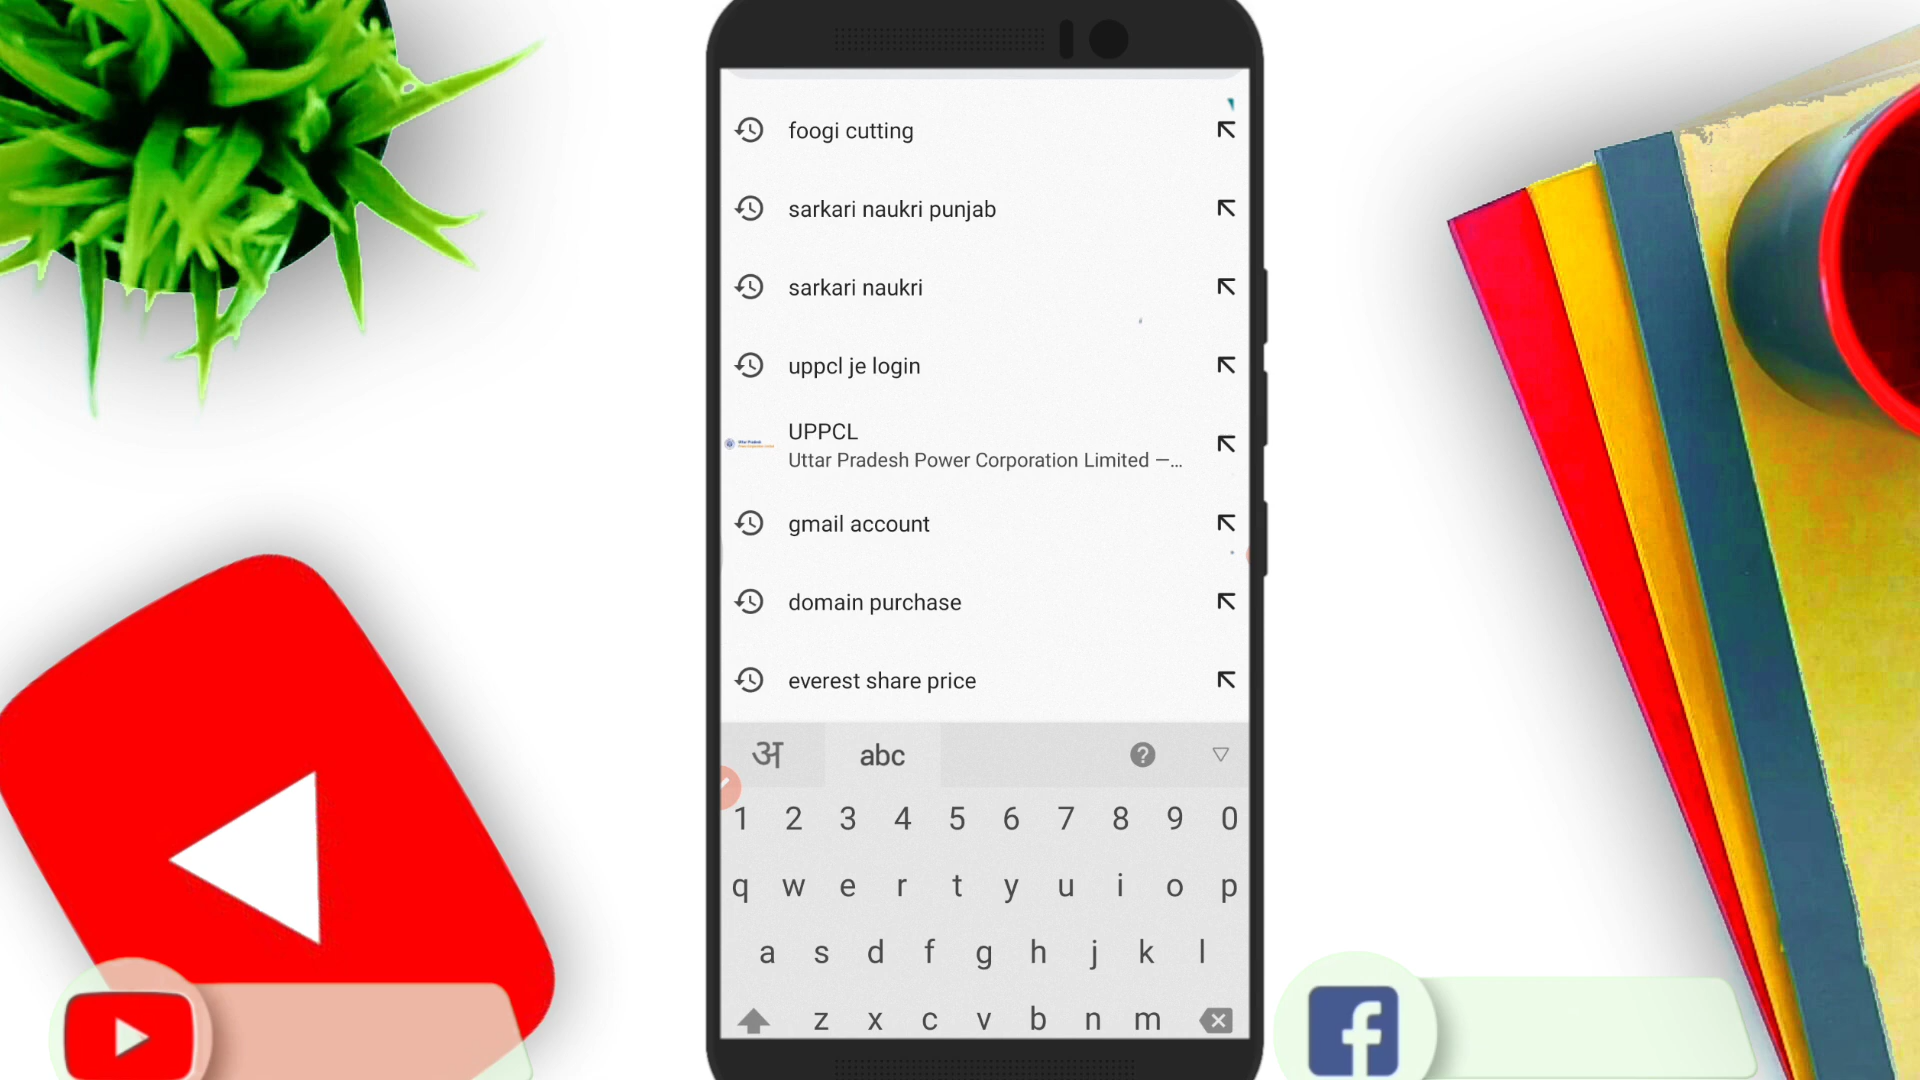 foogi cutting
sarkari naukri punjab
sarkari naukri
uppcl je login
UPPCL
Uttar Pradesh Power Corporation Limited —...
gmail account
domain purchase
everest share price
अ abc ?
1 2 3 4 5 6 7 8 9 0
q w e r t y u i o p
a s d f g h j k l
z x c v b n m